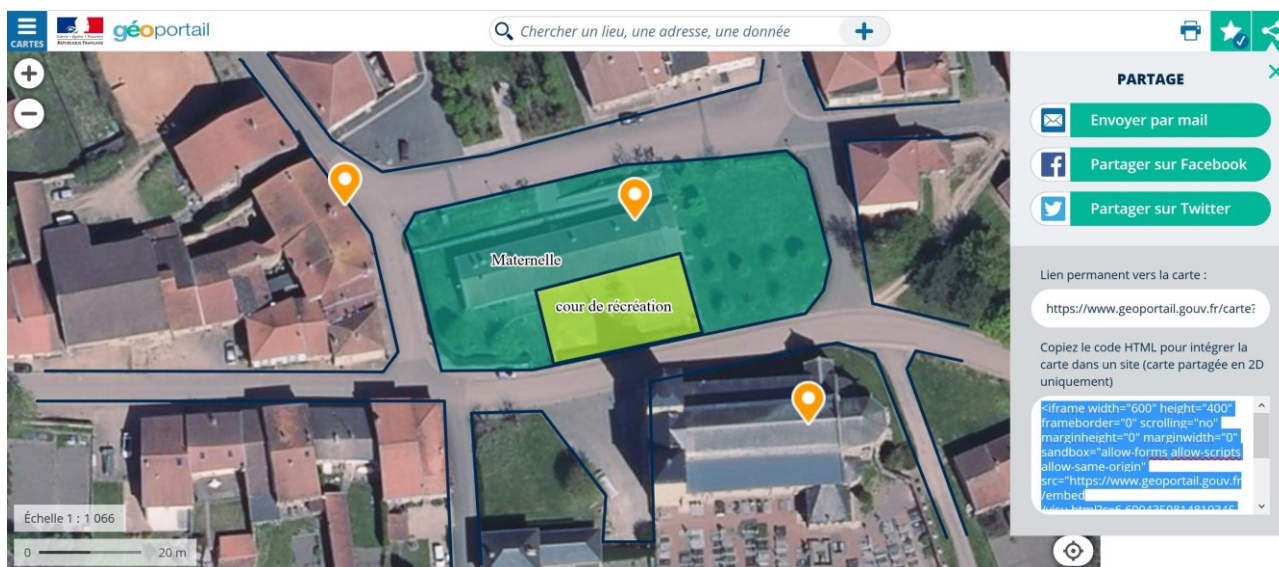 CARTES
RÉPUBLIQUE FRANÇAISE
géoportail
Chercher un lieu, une adresse, une donnée
PARTAGE
Envoyer par mail
Partager sur Facebook
Partager sur Twitter
Lien permanent vers la carte :
https://www.geoportail.gouv.fr/carte?
Copiez le code HTML pour intégrer la
carte dans un site (carte partagée en 2D
uniquement)
<iframe width="600" height="400"
frameborder="0" scrolling="no"
marginheight="0" marginwidth="0"
sandbox="allow-forms allow-scripts
allow-same-origin"
src="https://www.geoportail.gouv.fr
/embed
Maternelle
cour de récréation
Échelle 1 : 1 066
0 20 m